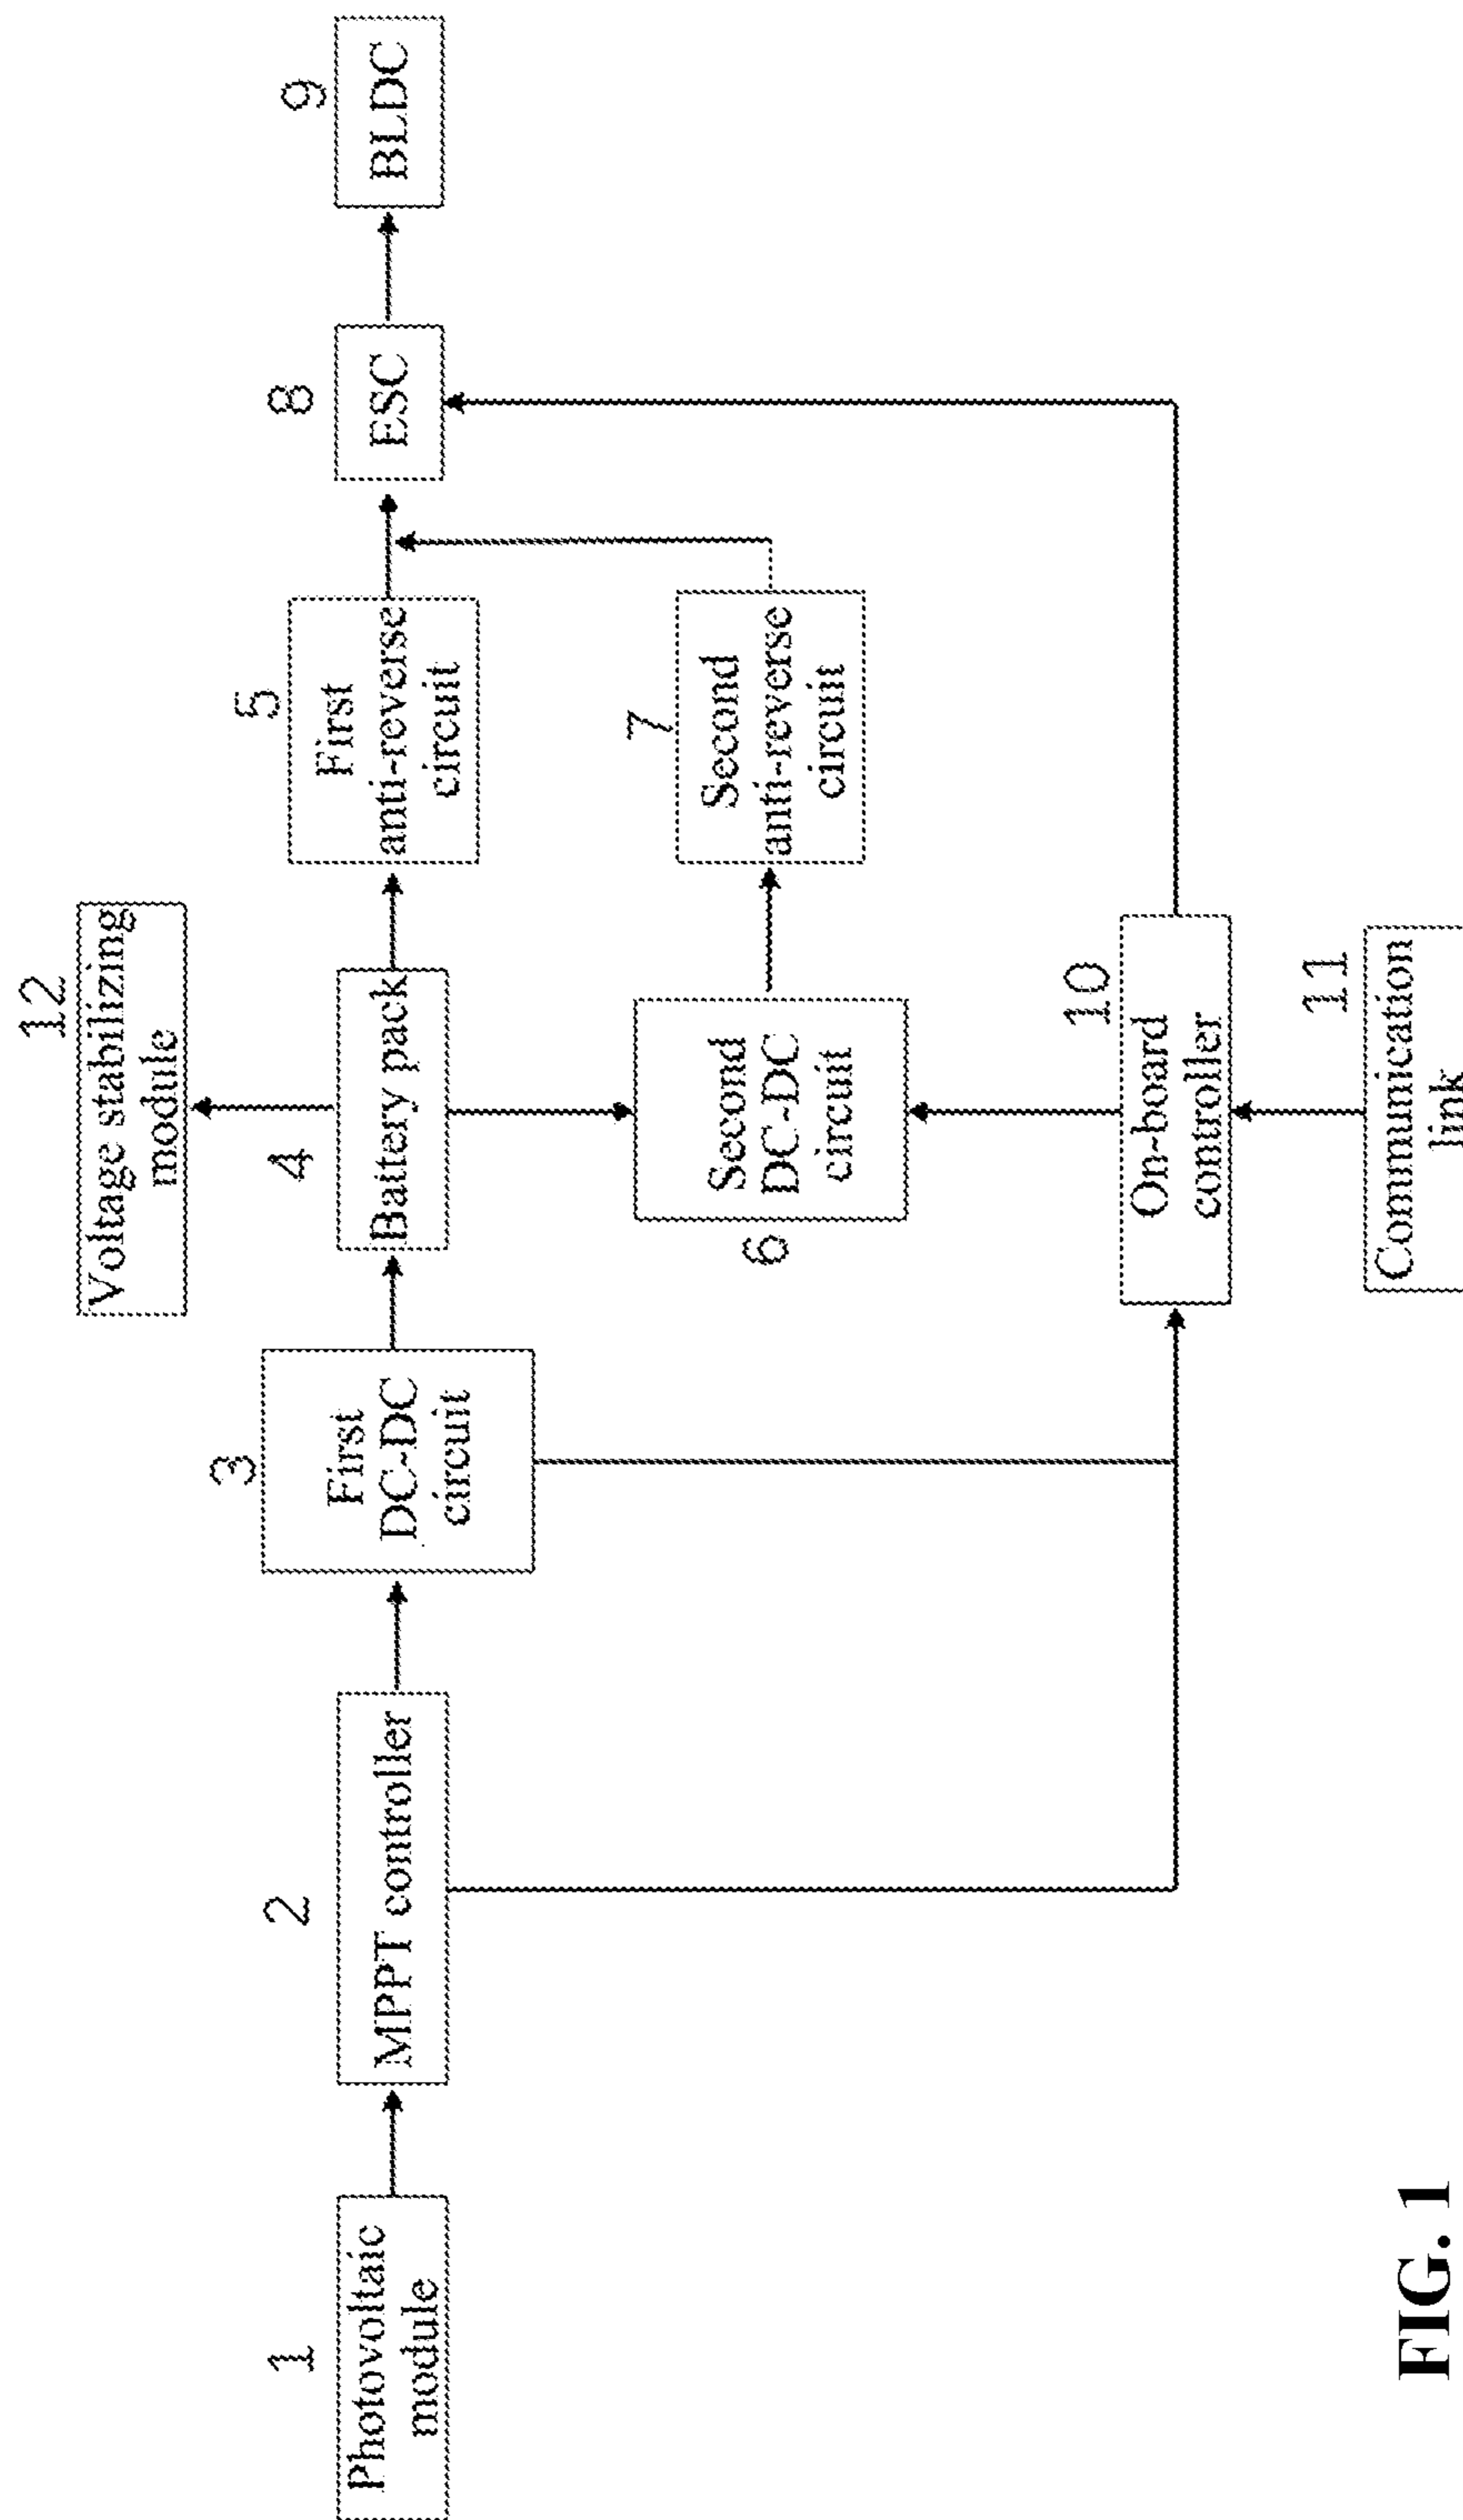 12
Voltage stabilizing
module
1
Photovoltaic
module
2
MPPT controller
3
First
DC-DC
circuit
4
Battery pack
5
First
anti-reverse
circuit
8
ESC
9
BLDC
6
Second
DC-DC
circuit
7
Second
anti-reverse
circuit
10
On-board
controller
11
Communication
link
FIG. 1